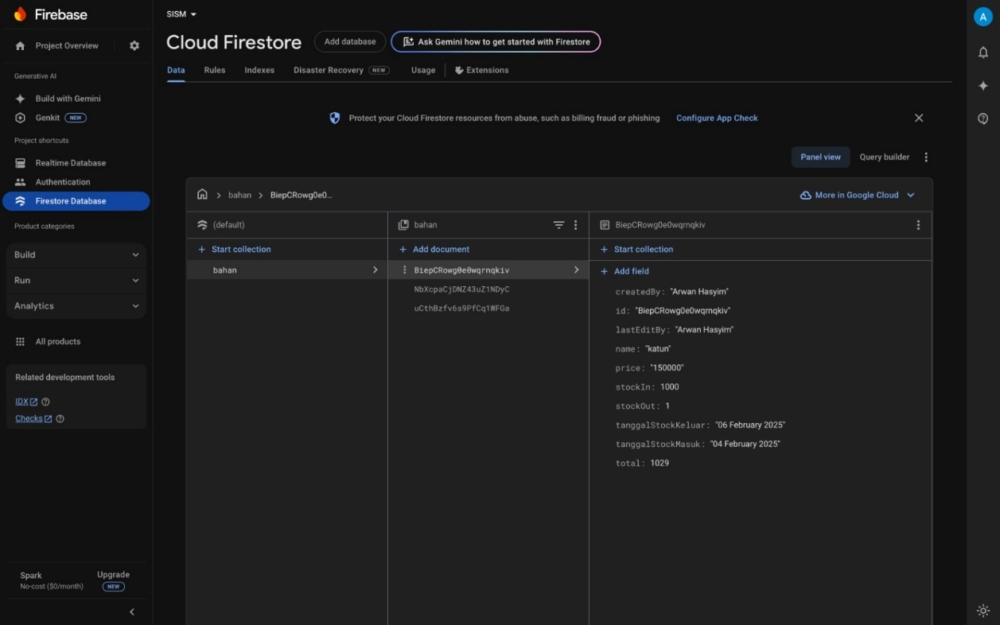 Firebase
Project Overview
Generative AI
Build with Gemini
Genkit NEW
Project shortcuts
Realtime Database
Authentication
Firestore Database
Product categories
Build
Run
Analytics
All products
Related development tools
IDX
Checks
Spark
No-cost ($0/month)
Upgrade
NEW
SISM
Cloud Firestore
Add database
Ask Gemini how to get started with Firestore
Data Rules Indexes Disaster Recovery NEW Usage Extensions
Protect your Cloud Firestore resources from abuse, such as billing fraud or phishing Configure App Check
Panel view Query builder
bahan > BiepCRowg0e0...
More in Google Cloud
(default)
Start collection
bahan
bahan
Add document
BiepCRowg0e0wqrnqkiv
NbXcpaCjDNZ43uZ1NDyC
uCthBzfv6s9PfCq1WFGa
BiepCRowg0e0wqrnqkiv
Start collection
Add field
createdBy: "Arwan Hasyim"
id: "BiepCRowg0e0wqrnqkiv"
lastEditBy: "Arwan Hasyim"
name: "katun"
price: "150000"
stockIn: 1000
stockOut: 1
tanggalStockKeluar: "06 February 2025"
tanggalStockMasuk: "04 February 2025"
total: 1029
A